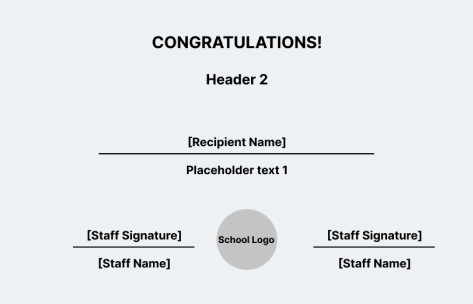 CONGRATULATIONS!
Header 2
[Recipient Name]
Placeholder text 1
[Staff Signature]
School Logo
[Staff Signature]
[Staff Name]
[Staff Name]